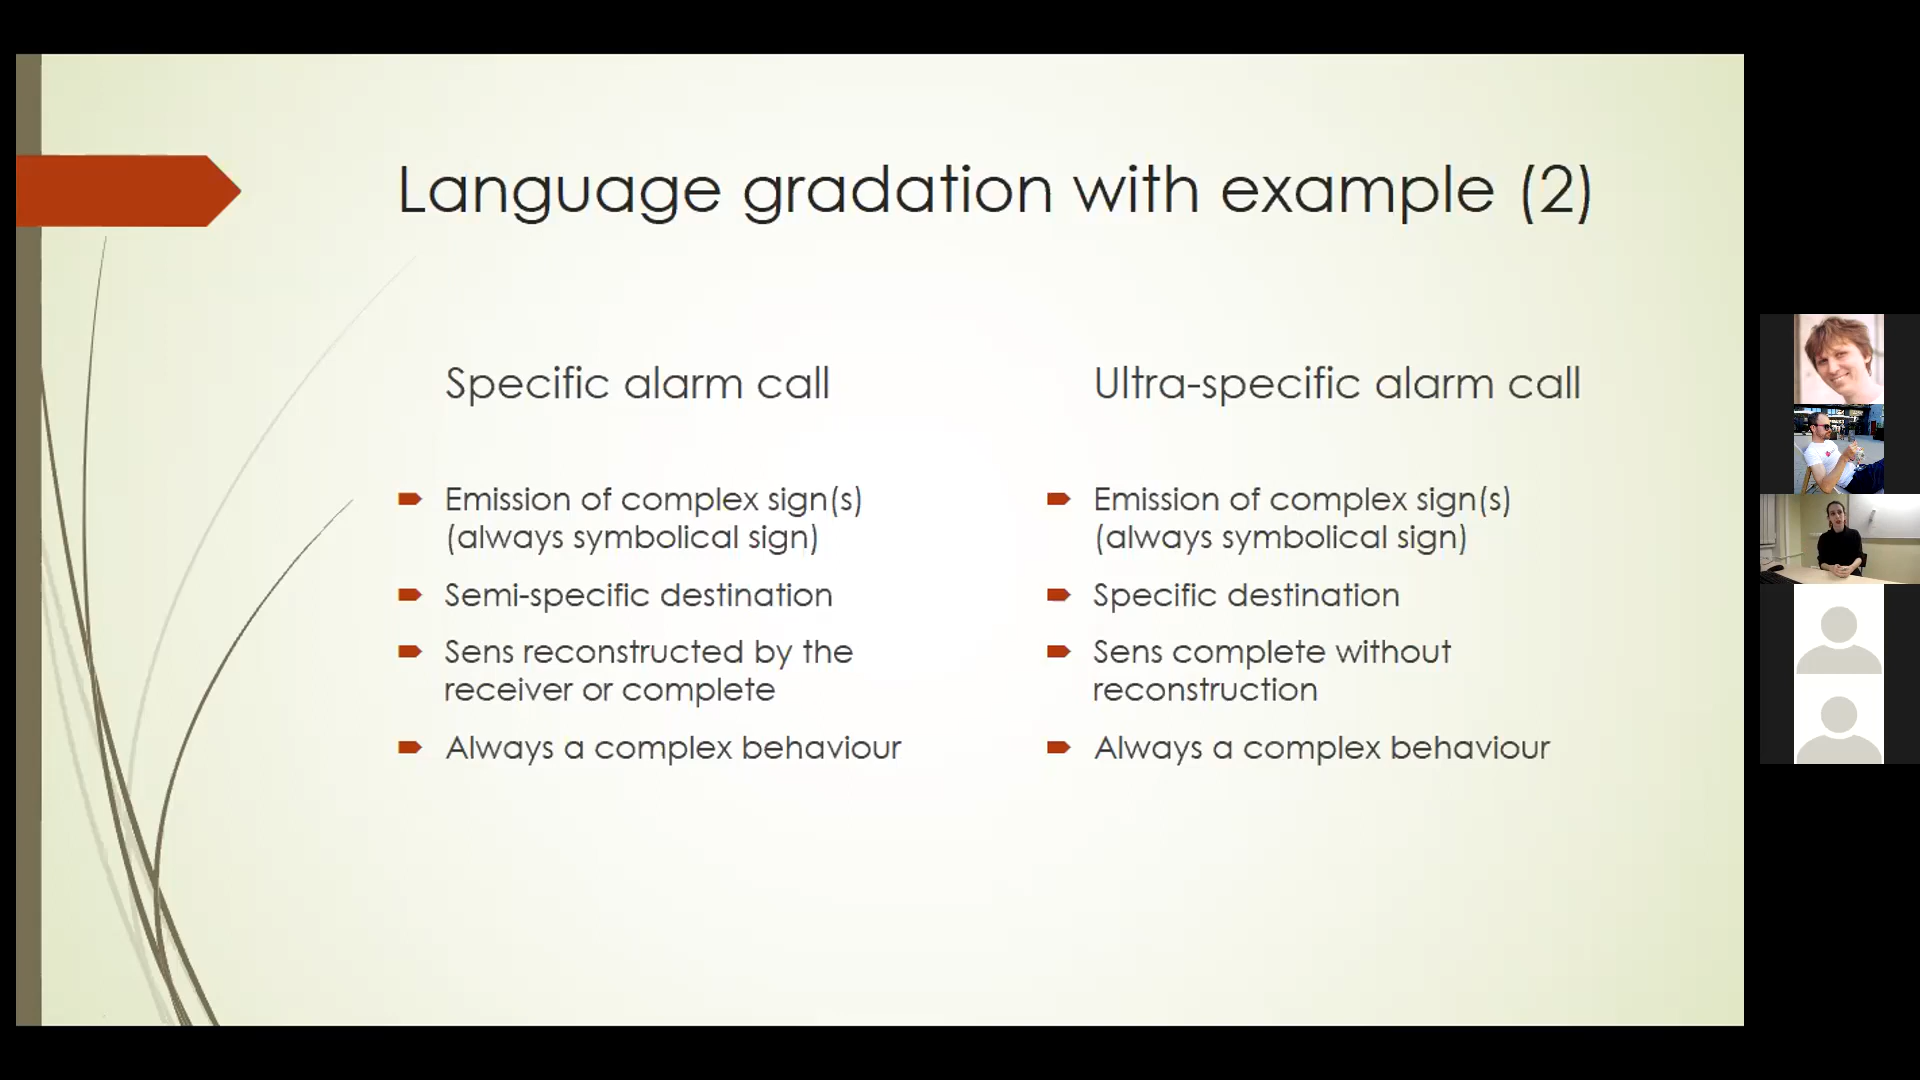 Language gradation with example (2)
Specific alarm call
Emission of complex sign(s)
(always symbolical sign)
Semi-specific destination
Sens reconstructed by the
receiver or complete
Always a complex behaviour
Ultra-specific alarm call
Emission of complex sign(s)
(always symbolical sign)
Specific destination
Sens complete without
reconstruction
Always a complex behaviour